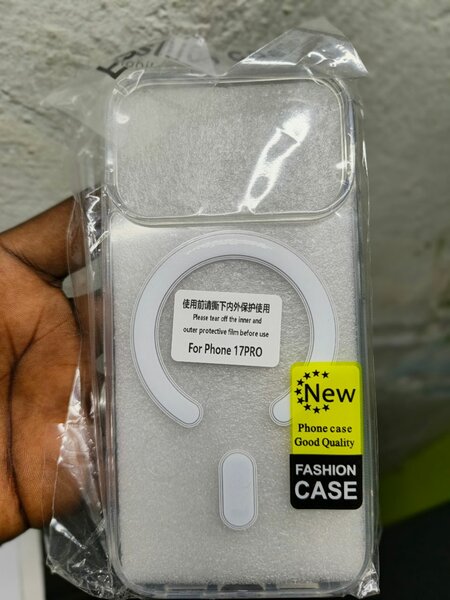 使用前请撕下内外保护使用
Please tear off the inner and
outer protective film before use
For Phone 17PRO
New
Phone case
Good Quality
FASHION
CASE